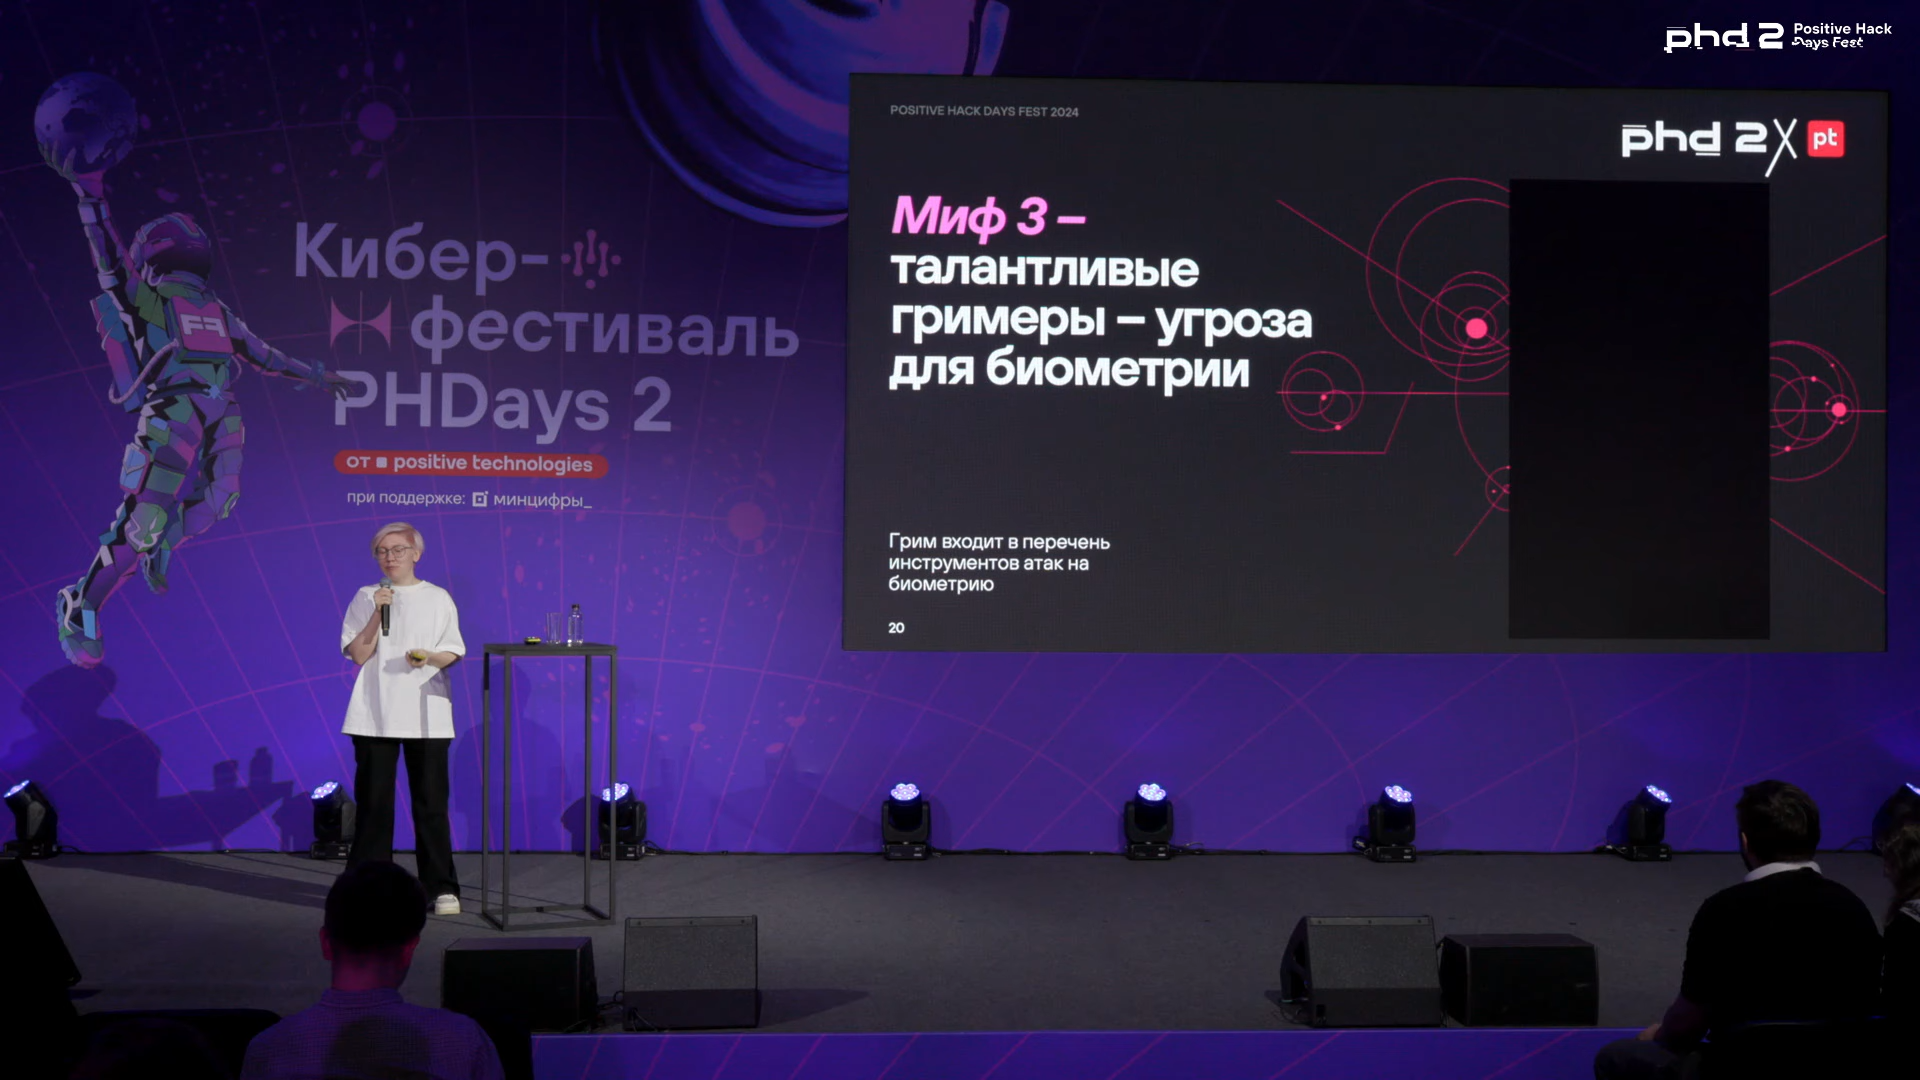 phd 2 Positive Hack
Days Fest
POSITIVE HACK DAYS FEST 2024
phd 2 pt
Миф 3 –
талантливые
гримеры – угроза
для биометрии
Грим входит в перечень
инструментов атак на
биометрию
20
Кибер-
фестиваль
PHDays 2
от positive technologies
при поддержке: минцифры_